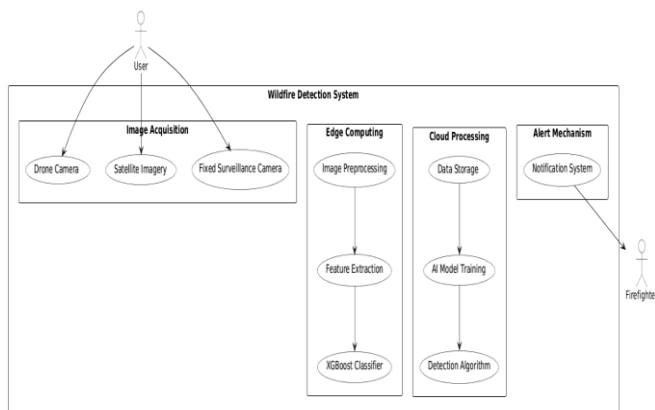 User
Wildfire Detection System
Image Acquisition
Drone Camera
Satellite Imagery
Fixed Surveillance Camera
Edge Computing
Image Preprocessing
Feature Extraction
XGBoost Classifier
Cloud Processing
Data Storage
AI Model Training
Detection Algorithm
Alert Mechanism
Notification System
Firefighte